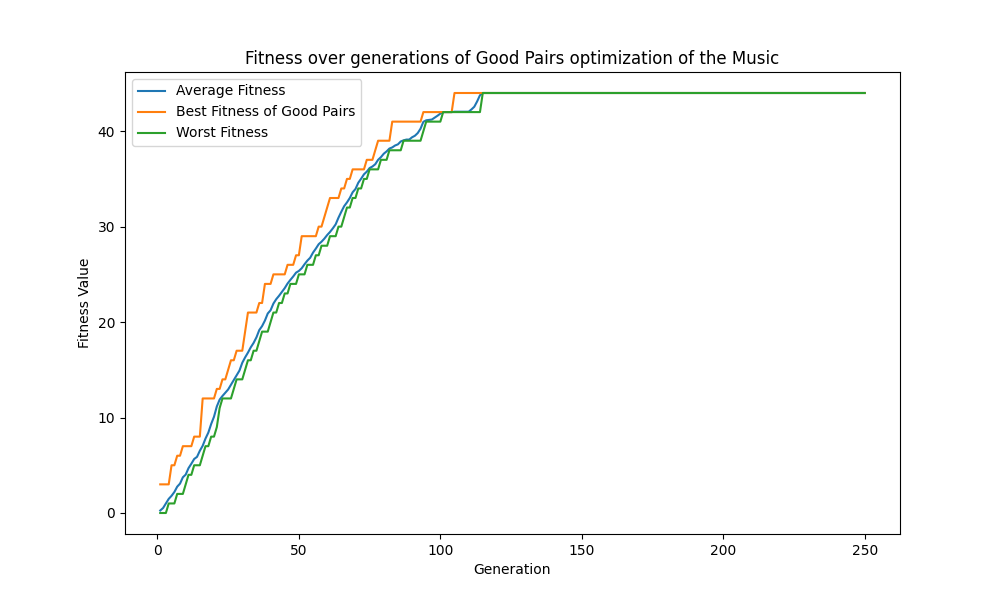 Fitness over generations of Good Pairs optimization of the Music
Average Fitness
Best Fitness of Good Pairs
Worst Fitness
Fitness Value
40
30
20
10
0
0 50 100 150 200 250
Generation